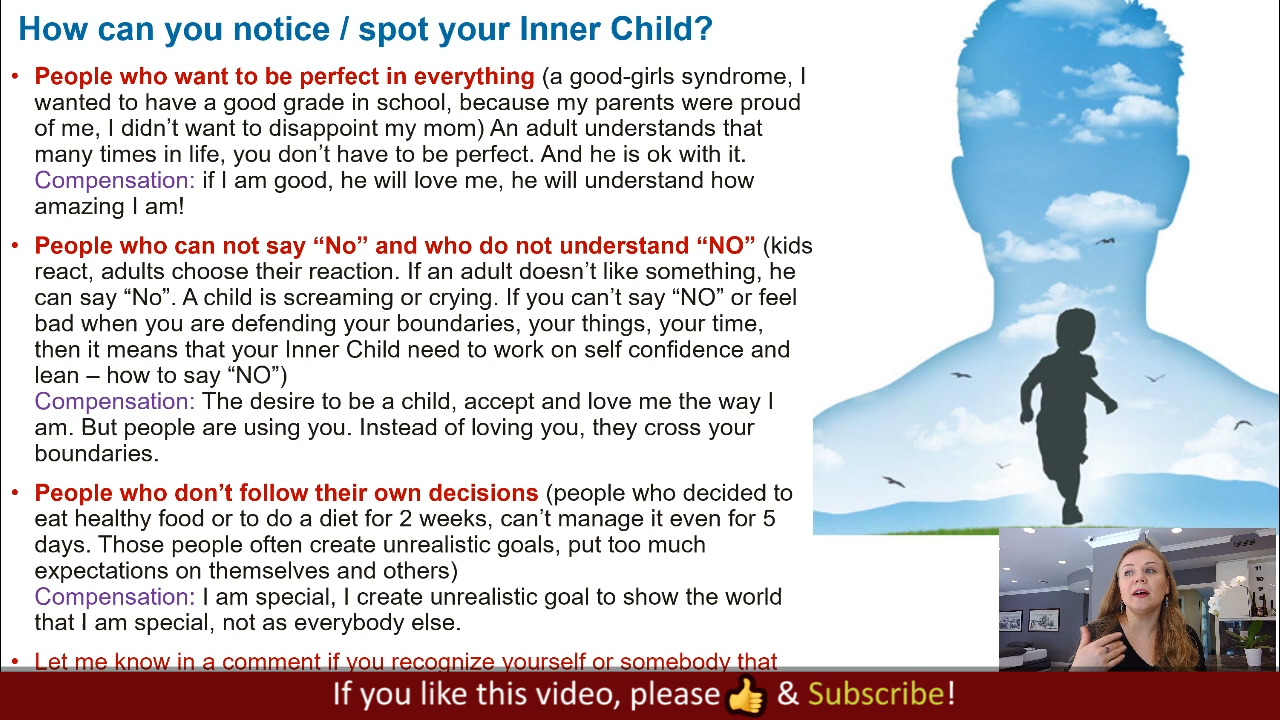 How can you notice / spot your Inner Child?
• People who want to be perfect in everything (a good-girls syndrome, I
wanted to have a good grade in school, because my parents were proud
of me, I didn’t want to disappoint my mom) An adult understands that
many times in life, you don’t have to be perfect. And he is ok with it.
Compensation: if I am good, he will love me, he will understand how
amazing I am!
• People who can not say “No” and who do not understand “NO” (kids
react, adults choose their reaction. If an adult doesn’t like something, he
can say “No”. A child is screaming or crying. If you can’t say “NO” or feel
bad when you are defending your boundaries, your things, your time,
then it means that your Inner Child need to work on self confidence and
lean – how to say “NO”)
Compensation: The desire to be a child, accept and love me the way I
am. But people are using you. Instead of loving you, they cross your
boundaries.
• People who don’t follow their own decisions (people who decided to
eat healthy food or to do a diet for 2 weeks, can’t manage it even for 5
days. Those people often create unrealistic goals, put too much
expectations on themselves and others)
Compensation: I am special, I create unrealistic goal to show the world
that I am special, not as everybody else.
• Let me know in a comment if you recognize yourself or somebody that
If you like this video, please 👍 & Subscribe!